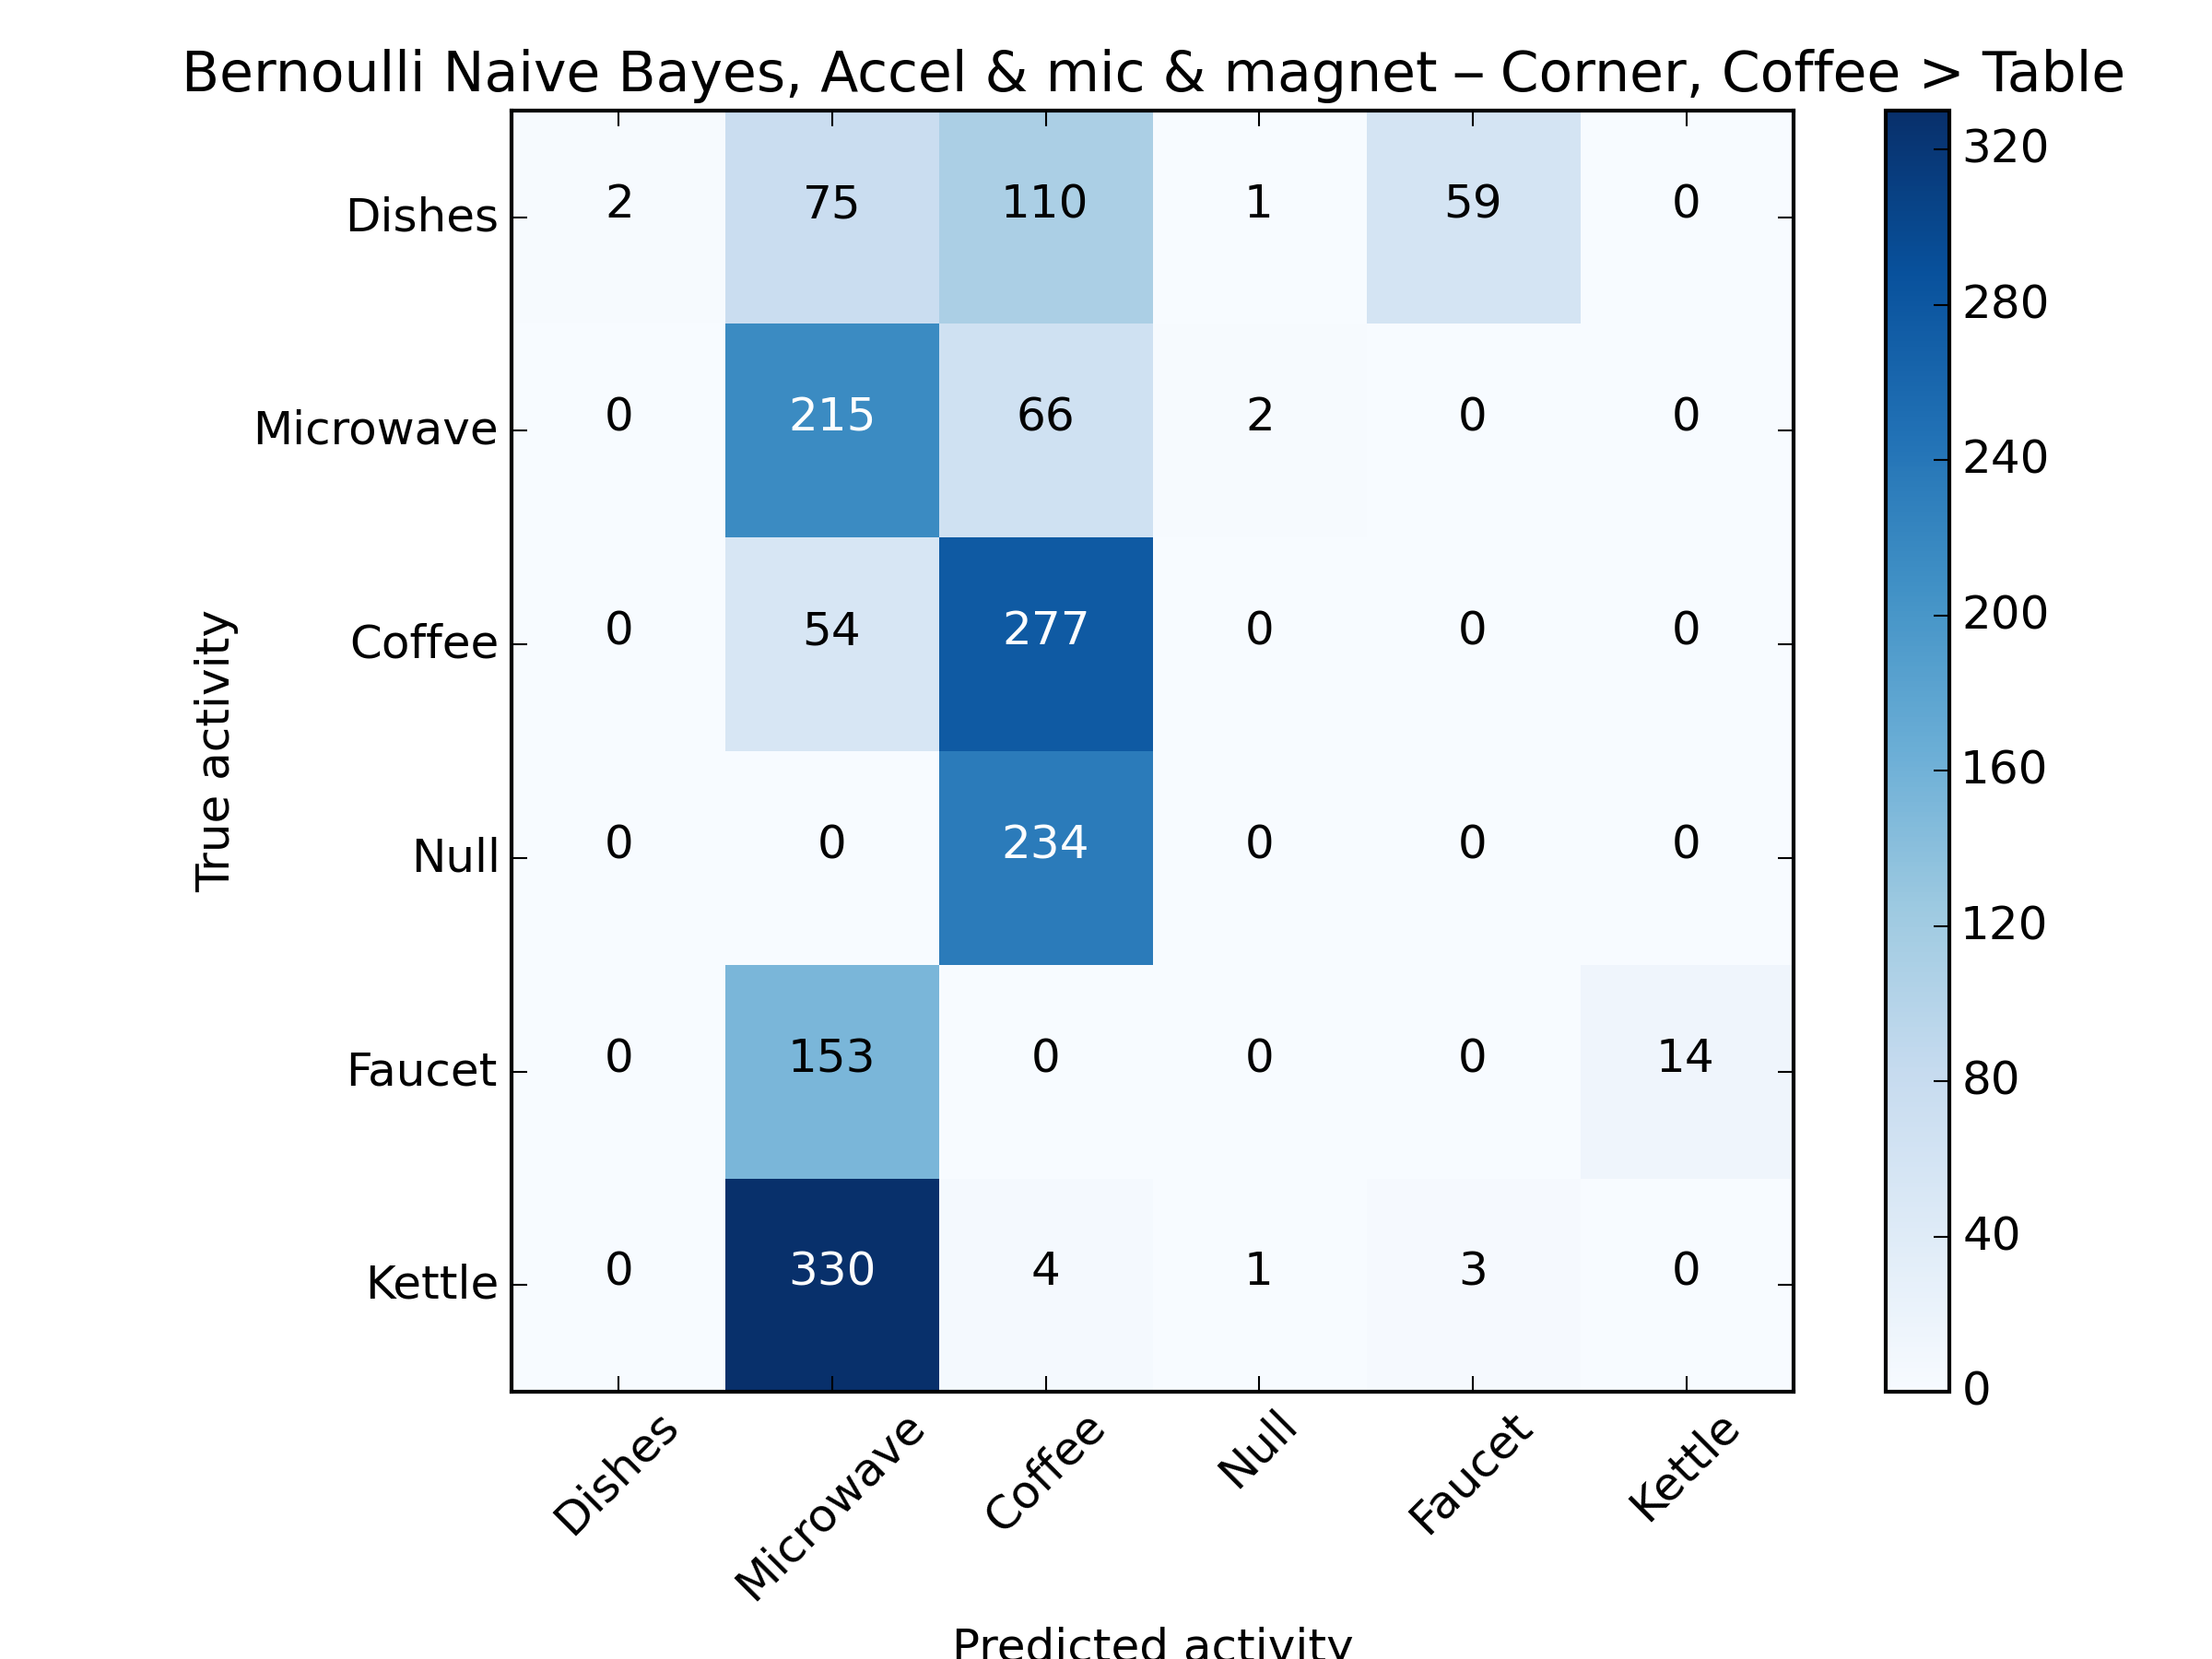 Bernoulli Naive Bayes, Accel & mic & magnet – Corner, Coffee > Table
Dishes 2 75 110 1 59 0
Microwave 0 215 66 2 0 0
Coffee 0 54 277 0 0 0
Null 0 0 234 0 0 0
Faucet 0 153 0 0 0 14
Kettle 0 330 4 1 3 0
True activity
Dishes Microwave Coffee Null Faucet Kettle
Predicted activity
320
280
240
200
160
120
80
40
0